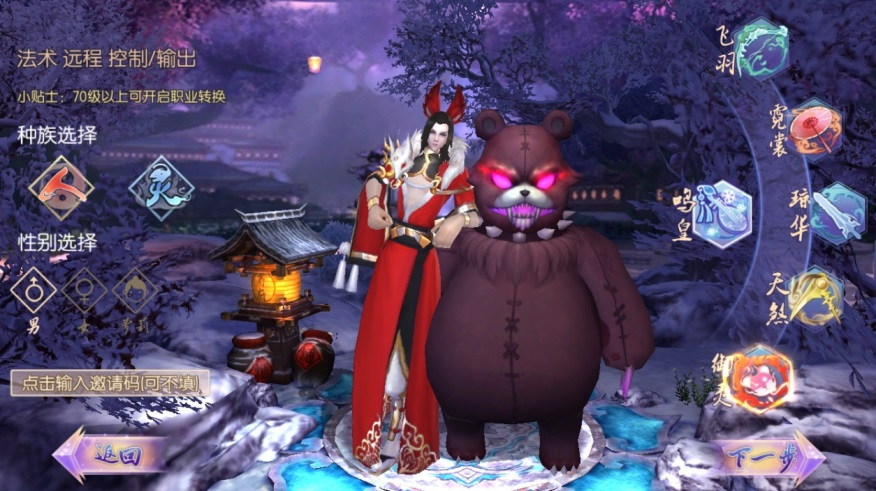 法术 远程 控制/输出
小贴士：70级以上可开启职业转换
种族选择
人
灵
性别选择
男
女
萝莉
点击输入邀请码(可不填)
返回
飞羽
霓裳
鸣皇
琼华
天煞
御灵
下一步